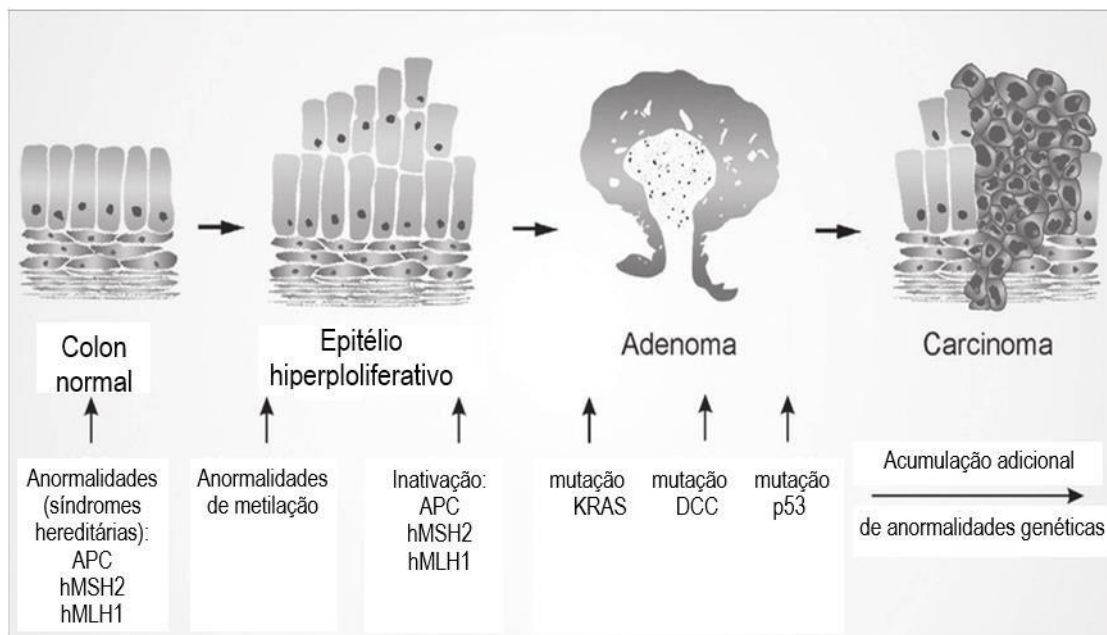 Colon
normal
Epitélio
hiperploliferativo
Adenoma
Carcinoma
Anormalidades
(síndromes
hereditárias):
APC
hMSH2
hMLH1
Anormalidades
de metilação
Inativação:
APC
hMSH2
hMLH1
mutação
KRAS
mutação
DCC
mutação
p53
Acumulação adicional
de anormalidades genéticas